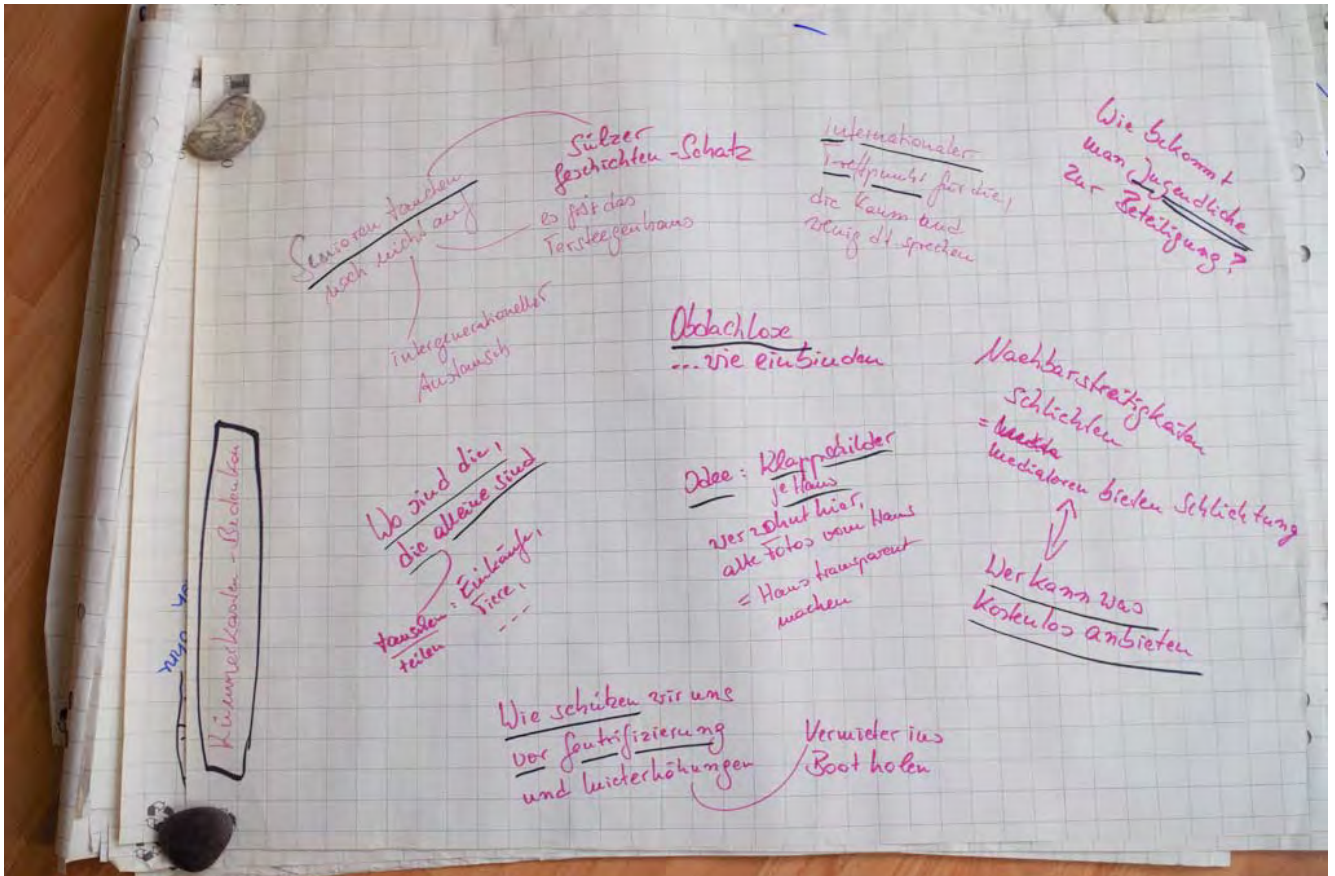 Senioren tauchen
noch nicht auf
Sülzer
Geschichten-Schatz
es gibt das
Tersteegenhaus
intergenerationeller
Austausch
Internationaler
Treffpunkt für die,
die kaum und
wenig dt sprechen
Wie bekommt
man Jugendliche
zur Beteiligung?
Obdachlose
... wie einbinden
Nachbarstreitigkeiten
schlichten
=
Mediatoren bieten Schlichtung
Wer kann was
kostenlos anbieten
Wo sind die,
die alleine sind
tauschen: Einkäufe,
teilen Tiere,
---
Odee: Klappschilder
je Haus
wer wohnt hier,
alte Fotos vom Haus
= Haus transparent
machen
Wie schützen wir uns
vor Gentrifizierung
und Mieterhöhungen
Vermieter ins
Boot holen
Kümmerkasten-Bedenken